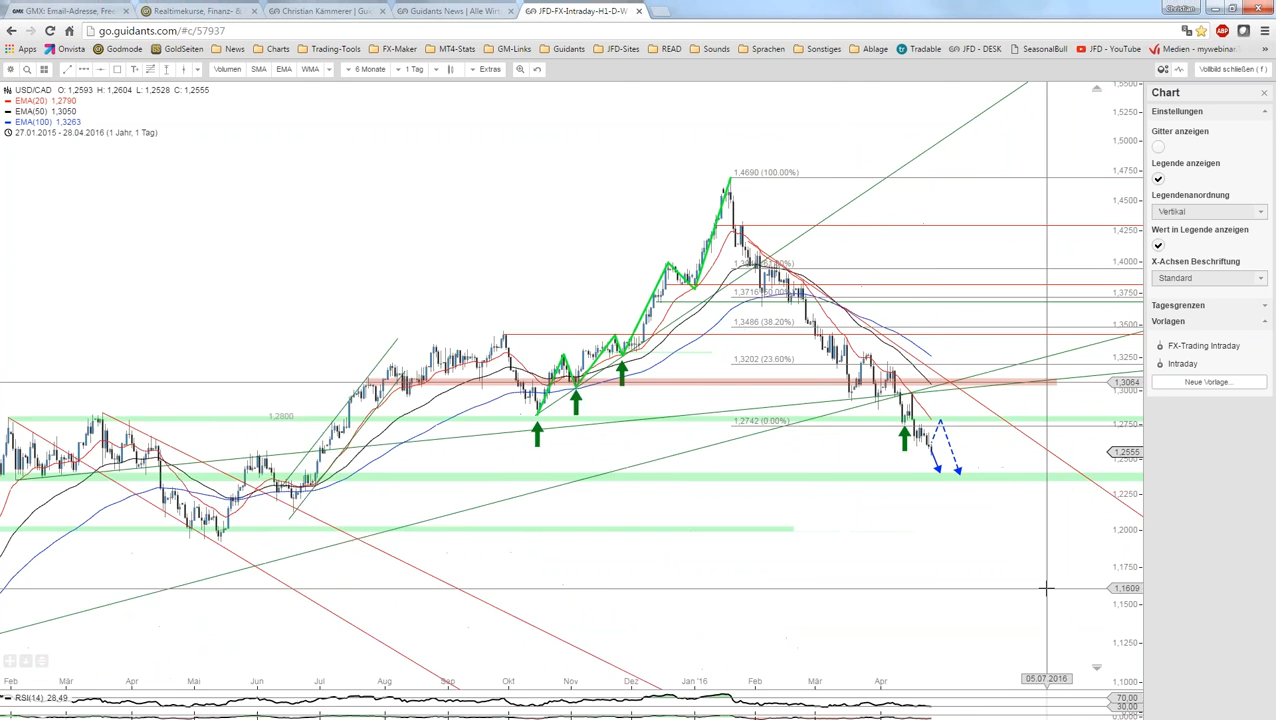 GMX: Email-Adresse, Free
Realtimekurse, Finanz- &
Christian Kämmerer | Gui
Guidants News | Alle Wirt
JFD-FX-Intraday-H1-D-W
Christian
go.guidants.com/#c/57937
Apps
Onvista
Godmode
GoldSeiten
News
Charts
Trading-Tools
FX-Maker
MT4-Stats
GM-Links
Guidants
JFD-Sites
READ
Sounds
Sprachen
Sonstiges
Ablage
Tradable
JFD - DESK
SeasonalBull
JFD - YouTube
Medien - mywebinar
Volumen
SMA
EMA
WMA
6 Monate
1 Tag
Extras
Vollbild schließen ( f )
USD/CAD O: 1,2593 H: 1,2604 L: 1,2528 C: 1,2555
EMA(20) 1,2790
EMA(50) 1,3050
EMA(100) 1,3263
27.01.2015 - 28.04.2016 (1 Jahr, 1 Tag)
1,4690 (100.00%)
1,3716 (50.00%)
1,3486 (38.20%)
1,3202 (23.60%)
1,2742 (0.00%)
1,2800
1,5250
1,5000
1,4750
1,4500
1,4250
1,4000
1,3750
1,3500
1,3250
1,3064
1,2750
1,2555
1,2250
1,2000
1,1750
1,1609
1,1500
1,1250
1,1000
Feb
Mär
Apr
Mai
Jun
Jul
Aug
Sep
Okt
Nov
Dez
Jan '16
Feb
Mär
Apr
05.07.2016
RSI(14) 28,49
70.00
30.00
0.0000
Chart
Einstellungen
Gitter anzeigen
Legende anzeigen
Legendenanordnung
Vertikal
Wert in Legende anzeigen
X-Achsen Beschriftung
Standard
Tagesgrenzen
Vorlagen
FX-Trading Intraday
Intraday
Neue Vorlage...